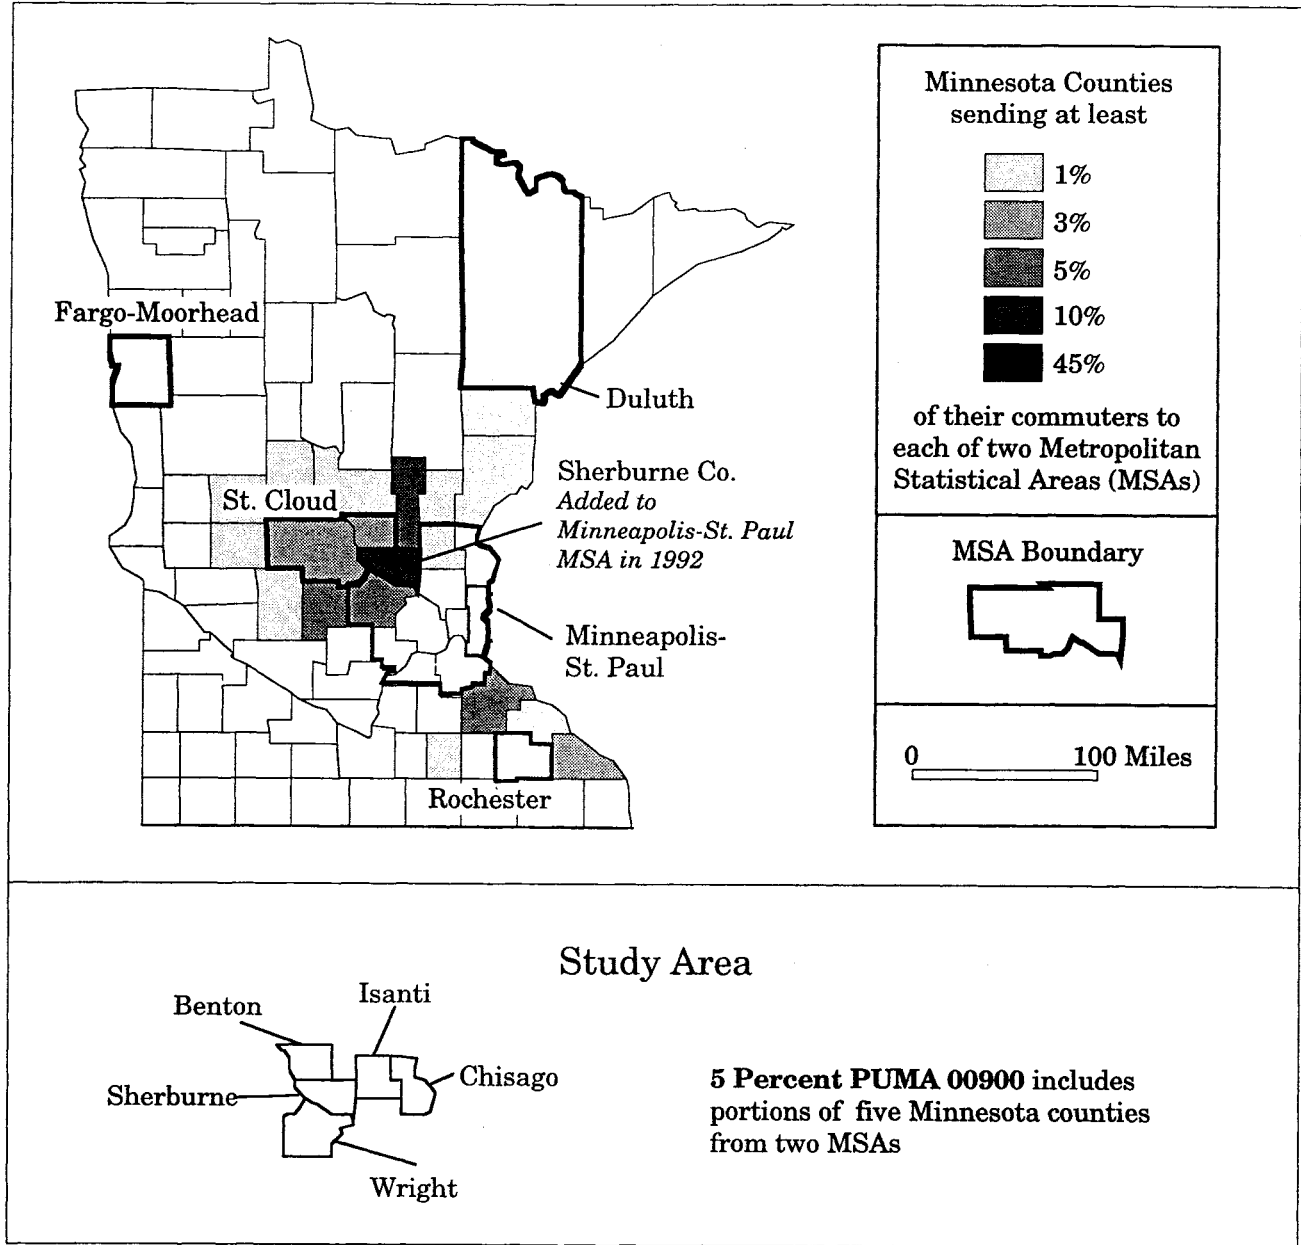 Minnesota Counties
sending at least
1%
3%
5%
10%
45%
of their commuters to
each of two Metropolitan
Statistical Areas (MSAs)
MSA Boundary
0 100 Miles
Fargo-Moorhead
Duluth
St. Cloud
Sherburne Co.
Added to
Minneapolis-St. Paul
MSA in 1992
Minneapolis-
St. Paul
Rochester
Study Area
Benton
Isanti
Chisago
Sherburne
Wright
5 Percent PUMA 00900 includes
portions of five Minnesota counties
from two MSAs